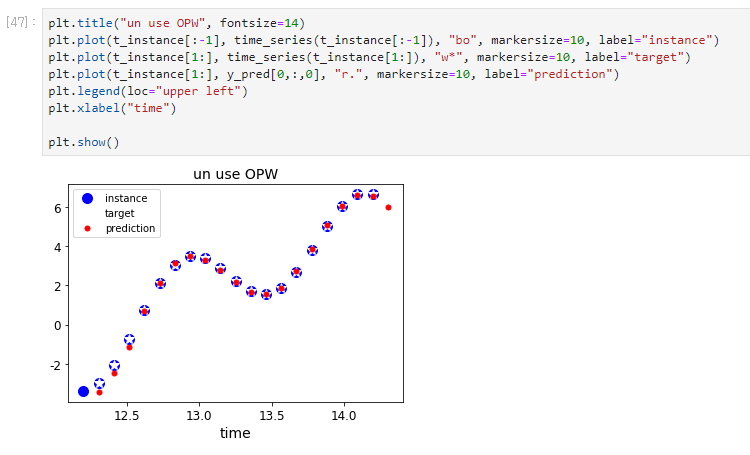 [47]:
plt.title("un use OPW", fontsize=14)
plt.plot(t_instance[:-1], time_series(t_instance[:-1]), "bo", markersize=10, label="instance")
plt.plot(t_instance[1:], time_series(t_instance[1:]), "w*", markersize=10, label="target")
plt.plot(t_instance[1:], y_pred[0,:,0], "r.", markersize=10, label="prediction")
plt.legend(loc="upper left")
plt.xlabel("time")
plt.show()
un use OPW
instance
target
prediction
6
4
2
0
-2
12.5 13.0 13.5 14.0
time